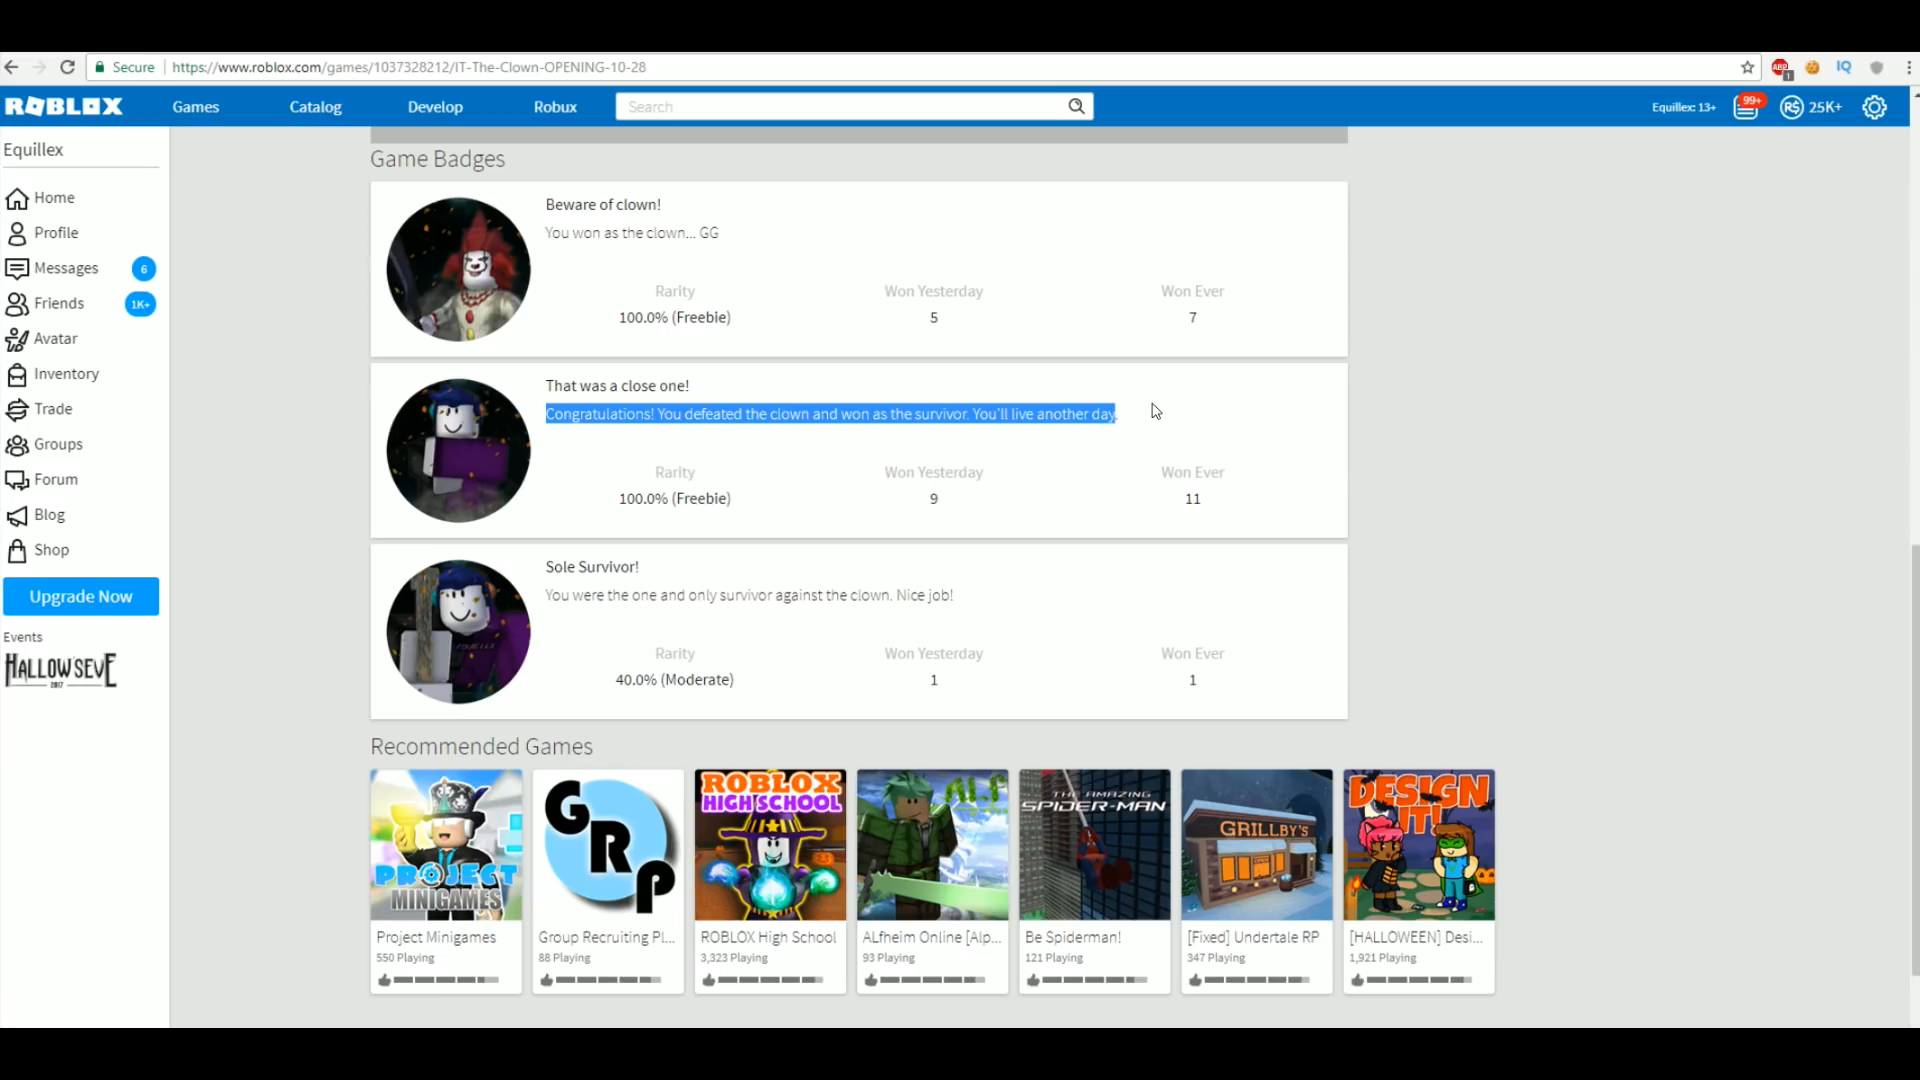 Secure
https://www.roblox.com/games/1037328212/IT-The-Clown-OPENING-10-28
ABP
1
IQ
ROBLOX
Games
Catalog
Develop
Robux
Search
Equillex: 13+
99+
R$
25K+
Equillex
Home
Profile
Messages
6
Friends
1K+
Avatar
Inventory
Trade
Groups
Forum
Blog
Shop
Upgrade Now
Events
HALLOW'S EVE
2017
Game Badges
Beware of clown!
You won as the clown... GG
Rarity
Won Yesterday
Won Ever
100.0% (Freebie)
5
7
That was a close one!
Congratulations! You defeated the clown and won as the survivor. You'll live another day.
Rarity
Won Yesterday
Won Ever
100.0% (Freebie)
9
11
Sole Survivor!
You were the one and only survivor against the clown. Nice job!
Rarity
Won Yesterday
Won Ever
40.0% (Moderate)
1
1
Recommended Games
PROJECT
MINIGAMES
Project Minigames
550 Playing
GRP
Group Recruiting Pl...
88 Playing
ROBLOX
HIGH SCHOOL
ROBLOX High School
3,323 Playing
ALfheim Online [Alp...
93 Playing
THE AMAZING
SPIDER-MAN
Be Spiderman!
121 Playing
GRILLBY'S
OPEN
[Fixed] Undertale RP
347 Playing
DESIGN
IT!
[HALLOWEEN] Desi...
1,921 Playing